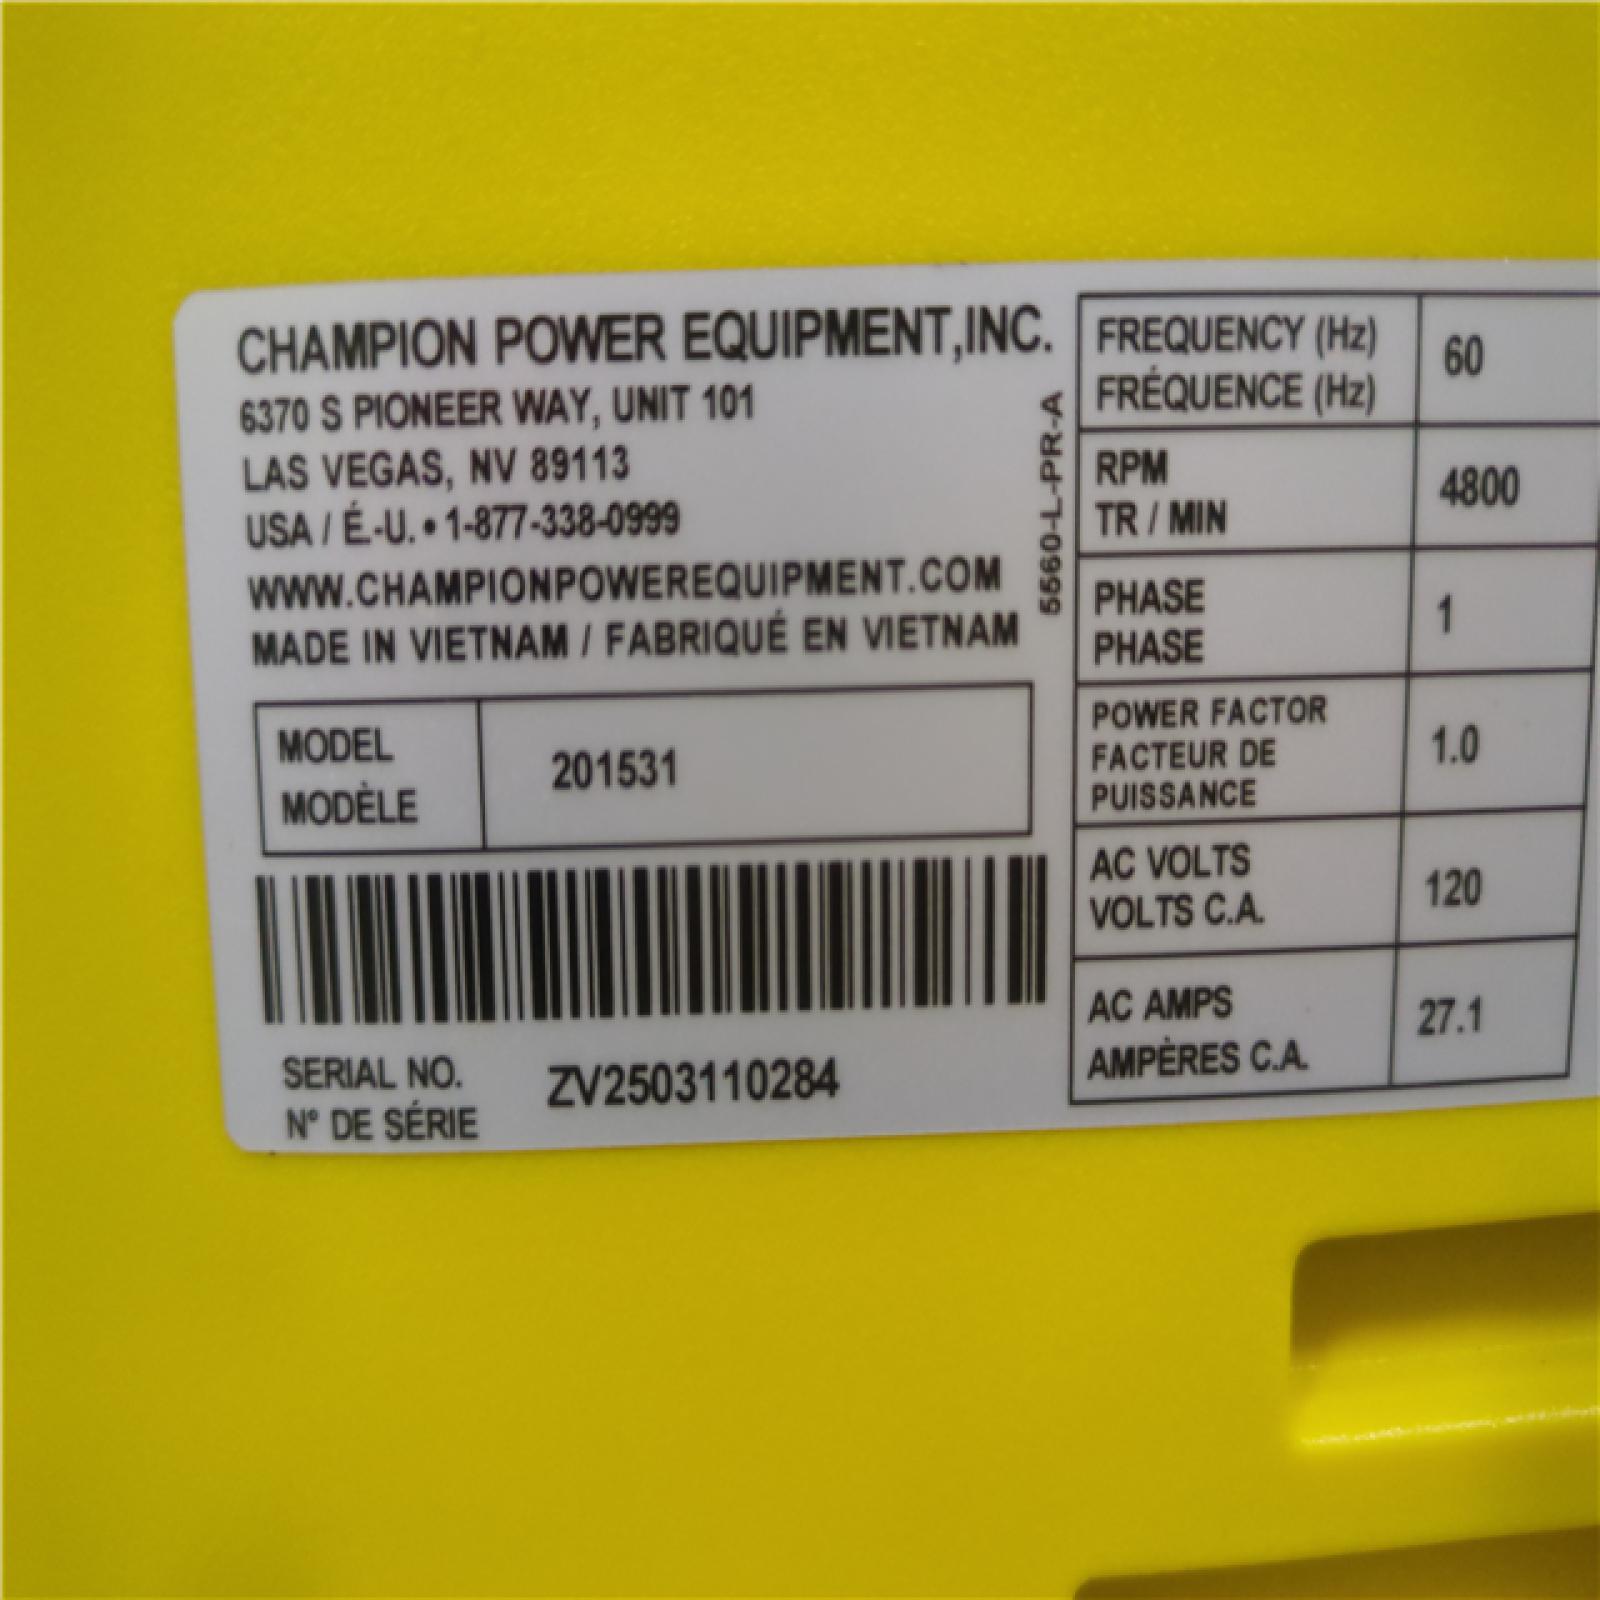 CHAMPION POWER EQUIPMENT,INC.
6370 S PIONEER WAY, UNIT 101
LAS VEGAS, NV 89113
USA / É.-U. • 1-877-338-0999
WWW.CHAMPIONPOWEREQUIPMENT.COM
MADE IN VIETNAM / FABRIQUÉ EN VIETNAM
5560-L-PR-A
MODEL
MODÈLE
201531
SERIAL NO.
N° DE SÉRIE
ZV2503110284
FREQUENCY (Hz)
FRÉQUENCE (Hz)
60
RPM
TR / MIN
4800
PHASE
PHASE
1
POWER FACTOR
FACTEUR DE
PUISSANCE
1.0
AC VOLTS
VOLTS C.A.
120
AC AMPS
AMPÈRES C.A.
27.1